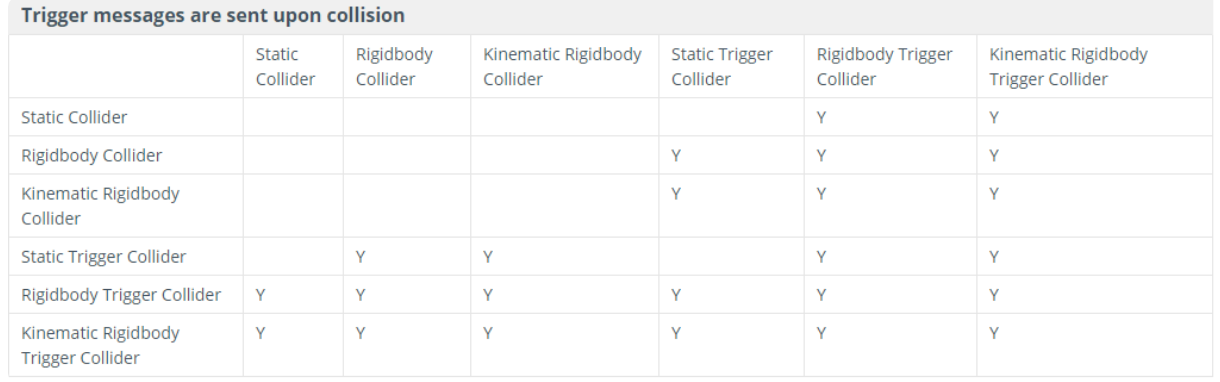 Trigger messages are sent upon collision
Static Collider Rigidbody Collider Kinematic Rigidbody Collider Static Trigger Collider Rigidbody Trigger Collider Kinematic Rigidbody Trigger Collider
Static Collider Y Y
Rigidbody Collider Y Y Y
Kinematic Rigidbody Collider Y Y Y
Static Trigger Collider Y Y Y Y
Rigidbody Trigger Collider Y Y Y Y Y Y
Kinematic Rigidbody Trigger Collider Y Y Y Y Y Y